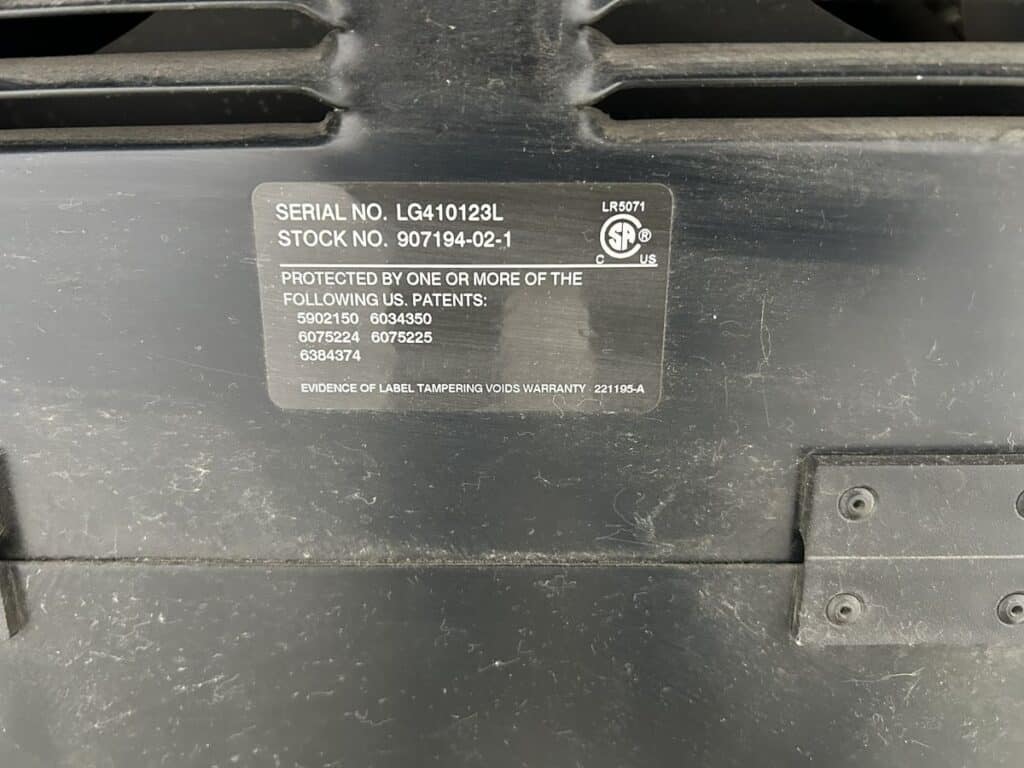 SERIAL NO. LG410123L
STOCK NO. 907194-02-1
LR5071
SA ®
C US
PROTECTED BY ONE OR MORE OF THE
FOLLOWING US. PATENTS:
5902150 6034350
6075224 6075225
6384374
EVIDENCE OF LABEL TAMPERING VOIDS WARRANTY 221195-A